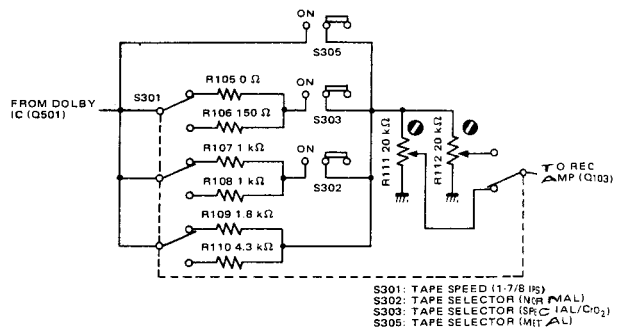 ON
S305
R105 0 Ω
ON
S301
FROM DOLBY
IC (Q501)
R106 150 Ω
S303
R107 1 kΩ
ON
R108 1 kΩ
S302
R109 1.8 kΩ
R110 4.3 kΩ
R111 20 kΩ
R112 20 kΩ
TO REC
AMP (Q103)
S301: TAPE SPEED (1-7/8 IPS)
S302: TAPE SELECTOR (NORMAL)
S303: TAPE SELECTOR (SPECIAL/CrO₂)
S305: TAPE SELECTOR (METAL)